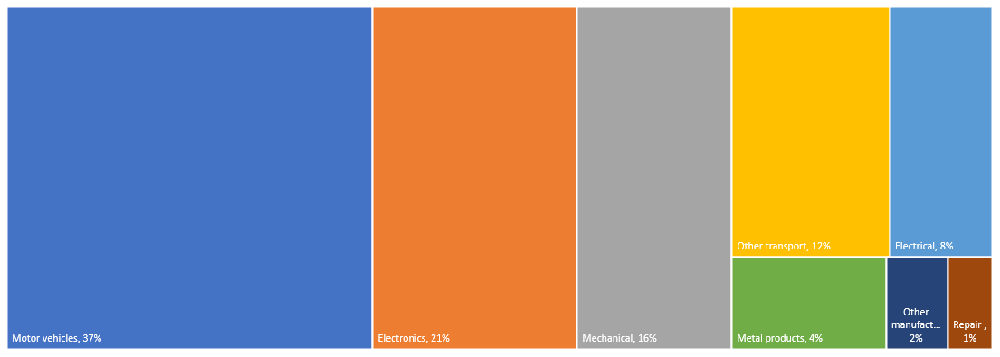 Motor vehicles, 37%
Electronics, 21%
Mechanical, 16%
Other transport, 12%
Electrical, 8%
Metal products, 4%
Other
manufact...
2%
Repair ,
1%